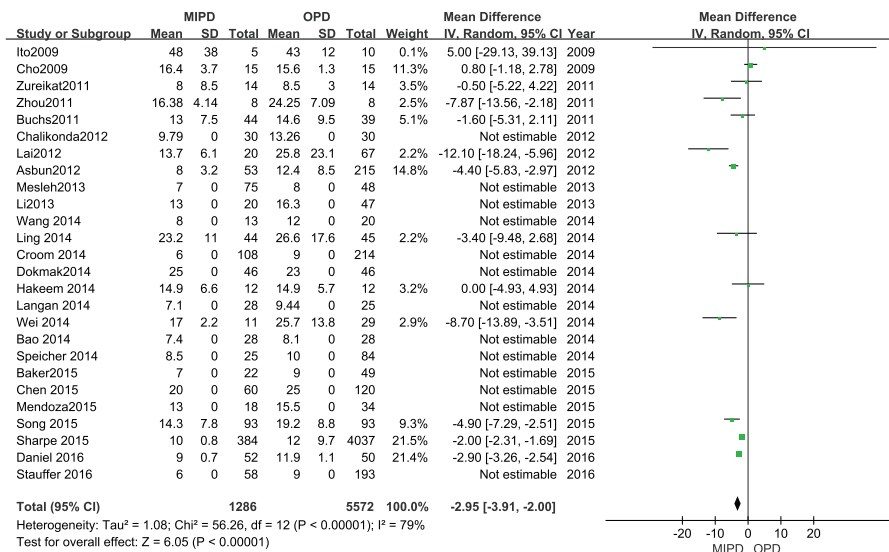 MIPD OPD Mean Difference Mean Difference
Study or Subgroup Mean SD Total Mean SD Total Weight IV, Random, 95% CI Year IV, Random, 95% CI
Ito2009 48 38 5 43 12 10 0.1% 5.00 [-29.13, 39.13] 2009
Cho2009 16.4 3.7 15 15.6 1.3 15 11.3% 0.80 [-1.18, 2.78] 2009
Zureikat2011 8 8.5 14 8.5 3 14 3.5% -0.50 [-5.22, 4.22] 2011
Zhou2011 16.38 4.14 8 24.25 7.09 8 2.5% -7.87 [-13.56, -2.18] 2011
Buchs2011 13 7.5 44 14.6 9.5 39 5.1% -1.60 [-5.31, 2.11] 2011
Chalikonda2012 9.79 0 30 13.26 0 30 Not estimable 2012
Lai2012 13.7 6.1 20 25.8 23.1 67 2.2% -12.10 [-18.24, -5.96] 2012
Asbun2012 8 3.2 53 12.4 8.5 215 14.8% -4.40 [-5.83, -2.97] 2012
Mesleh2013 7 0 75 8 0 48 Not estimable 2013
Li2013 13 0 20 16.3 0 47 Not estimable 2013
Wang 2014 8 0 13 12 0 20 Not estimable 2014
Ling 2014 23.2 11 44 26.6 17.6 45 2.2% -3.40 [-9.48, 2.68] 2014
Croom 2014 6 0 108 9 0 214 Not estimable 2014
Dokmak2014 25 0 46 23 0 46 Not estimable 2014
Hakeem 2014 14.9 6.6 12 14.9 5.7 12 3.2% 0.00 [-4.93, 4.93] 2014
Langan 2014 7.1 0 28 9.44 0 25 Not estimable 2014
Wei 2014 17 2.2 11 25.7 13.8 29 2.9% -8.70 [-13.89, -3.51] 2014
Bao 2014 7.4 0 28 8.1 0 28 Not estimable 2014
Speicher 2014 8.5 0 25 10 0 84 Not estimable 2014
Baker2015 7 0 22 9 0 49 Not estimable 2015
Chen 2015 20 0 60 25 0 120 Not estimable 2015
Mendoza2015 13 0 18 15.5 0 34 Not estimable 2015
Song 2015 14.3 7.8 93 19.2 8.8 93 9.3% -4.90 [-7.29, -2.51] 2015
Sharpe 2015 10 0.8 384 12 9.7 4037 21.5% -2.00 [-2.31, -1.69] 2015
Daniel 2016 9 0.7 52 11.9 1.1 50 21.4% -2.90 [-3.26, -2.54] 2016
Stauffer 2016 6 0 58 9 0 193 Not estimable 2016
Total (95% CI) 1286 5572 100.0% -2.95 [-3.91, -2.00]
Heterogeneity: Tau² = 1.08; Chi² = 56.26, df = 12 (P < 0.00001); I² = 79%
Test for overall effect: Z = 6.05 (P < 0.00001)
-20 -10 0 10 20
MIPD OPD